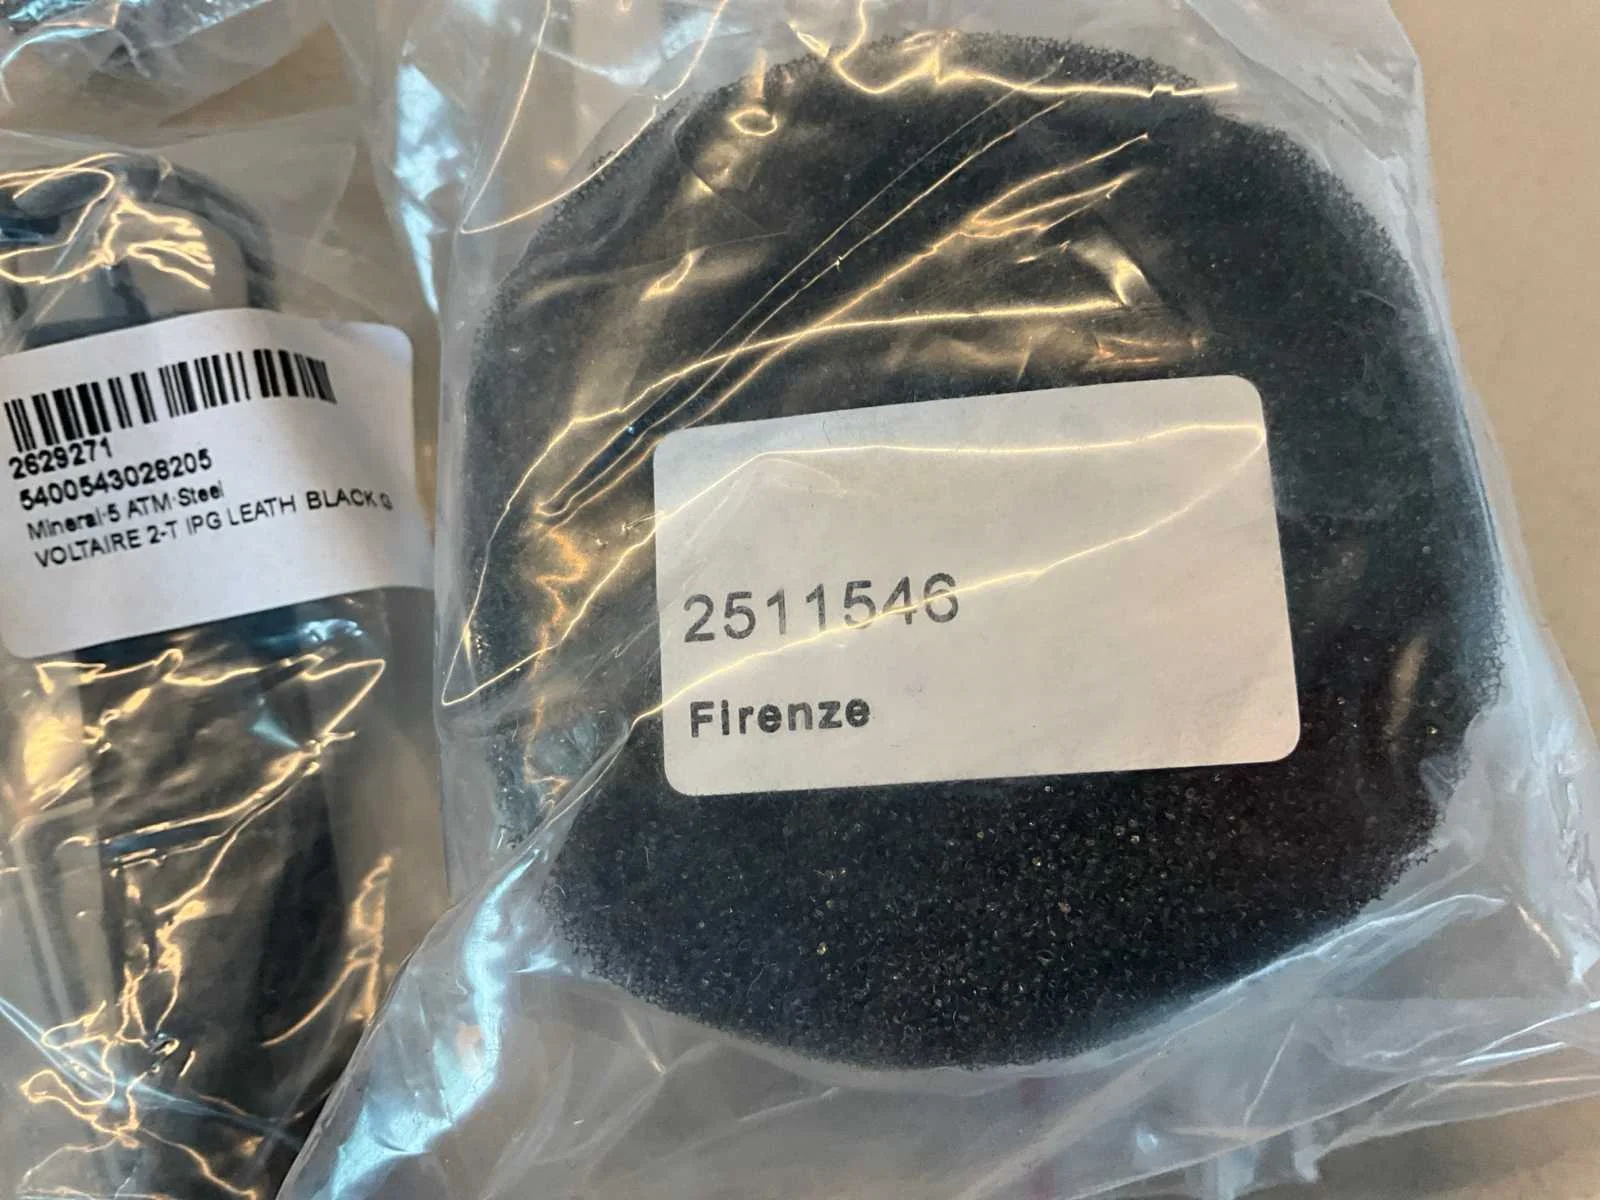 2629271
5400543028205
Mineral·5 ATM·Steel
VOLTAIRE 2-T IPG LEATH BLACK G
2511546
Firenze